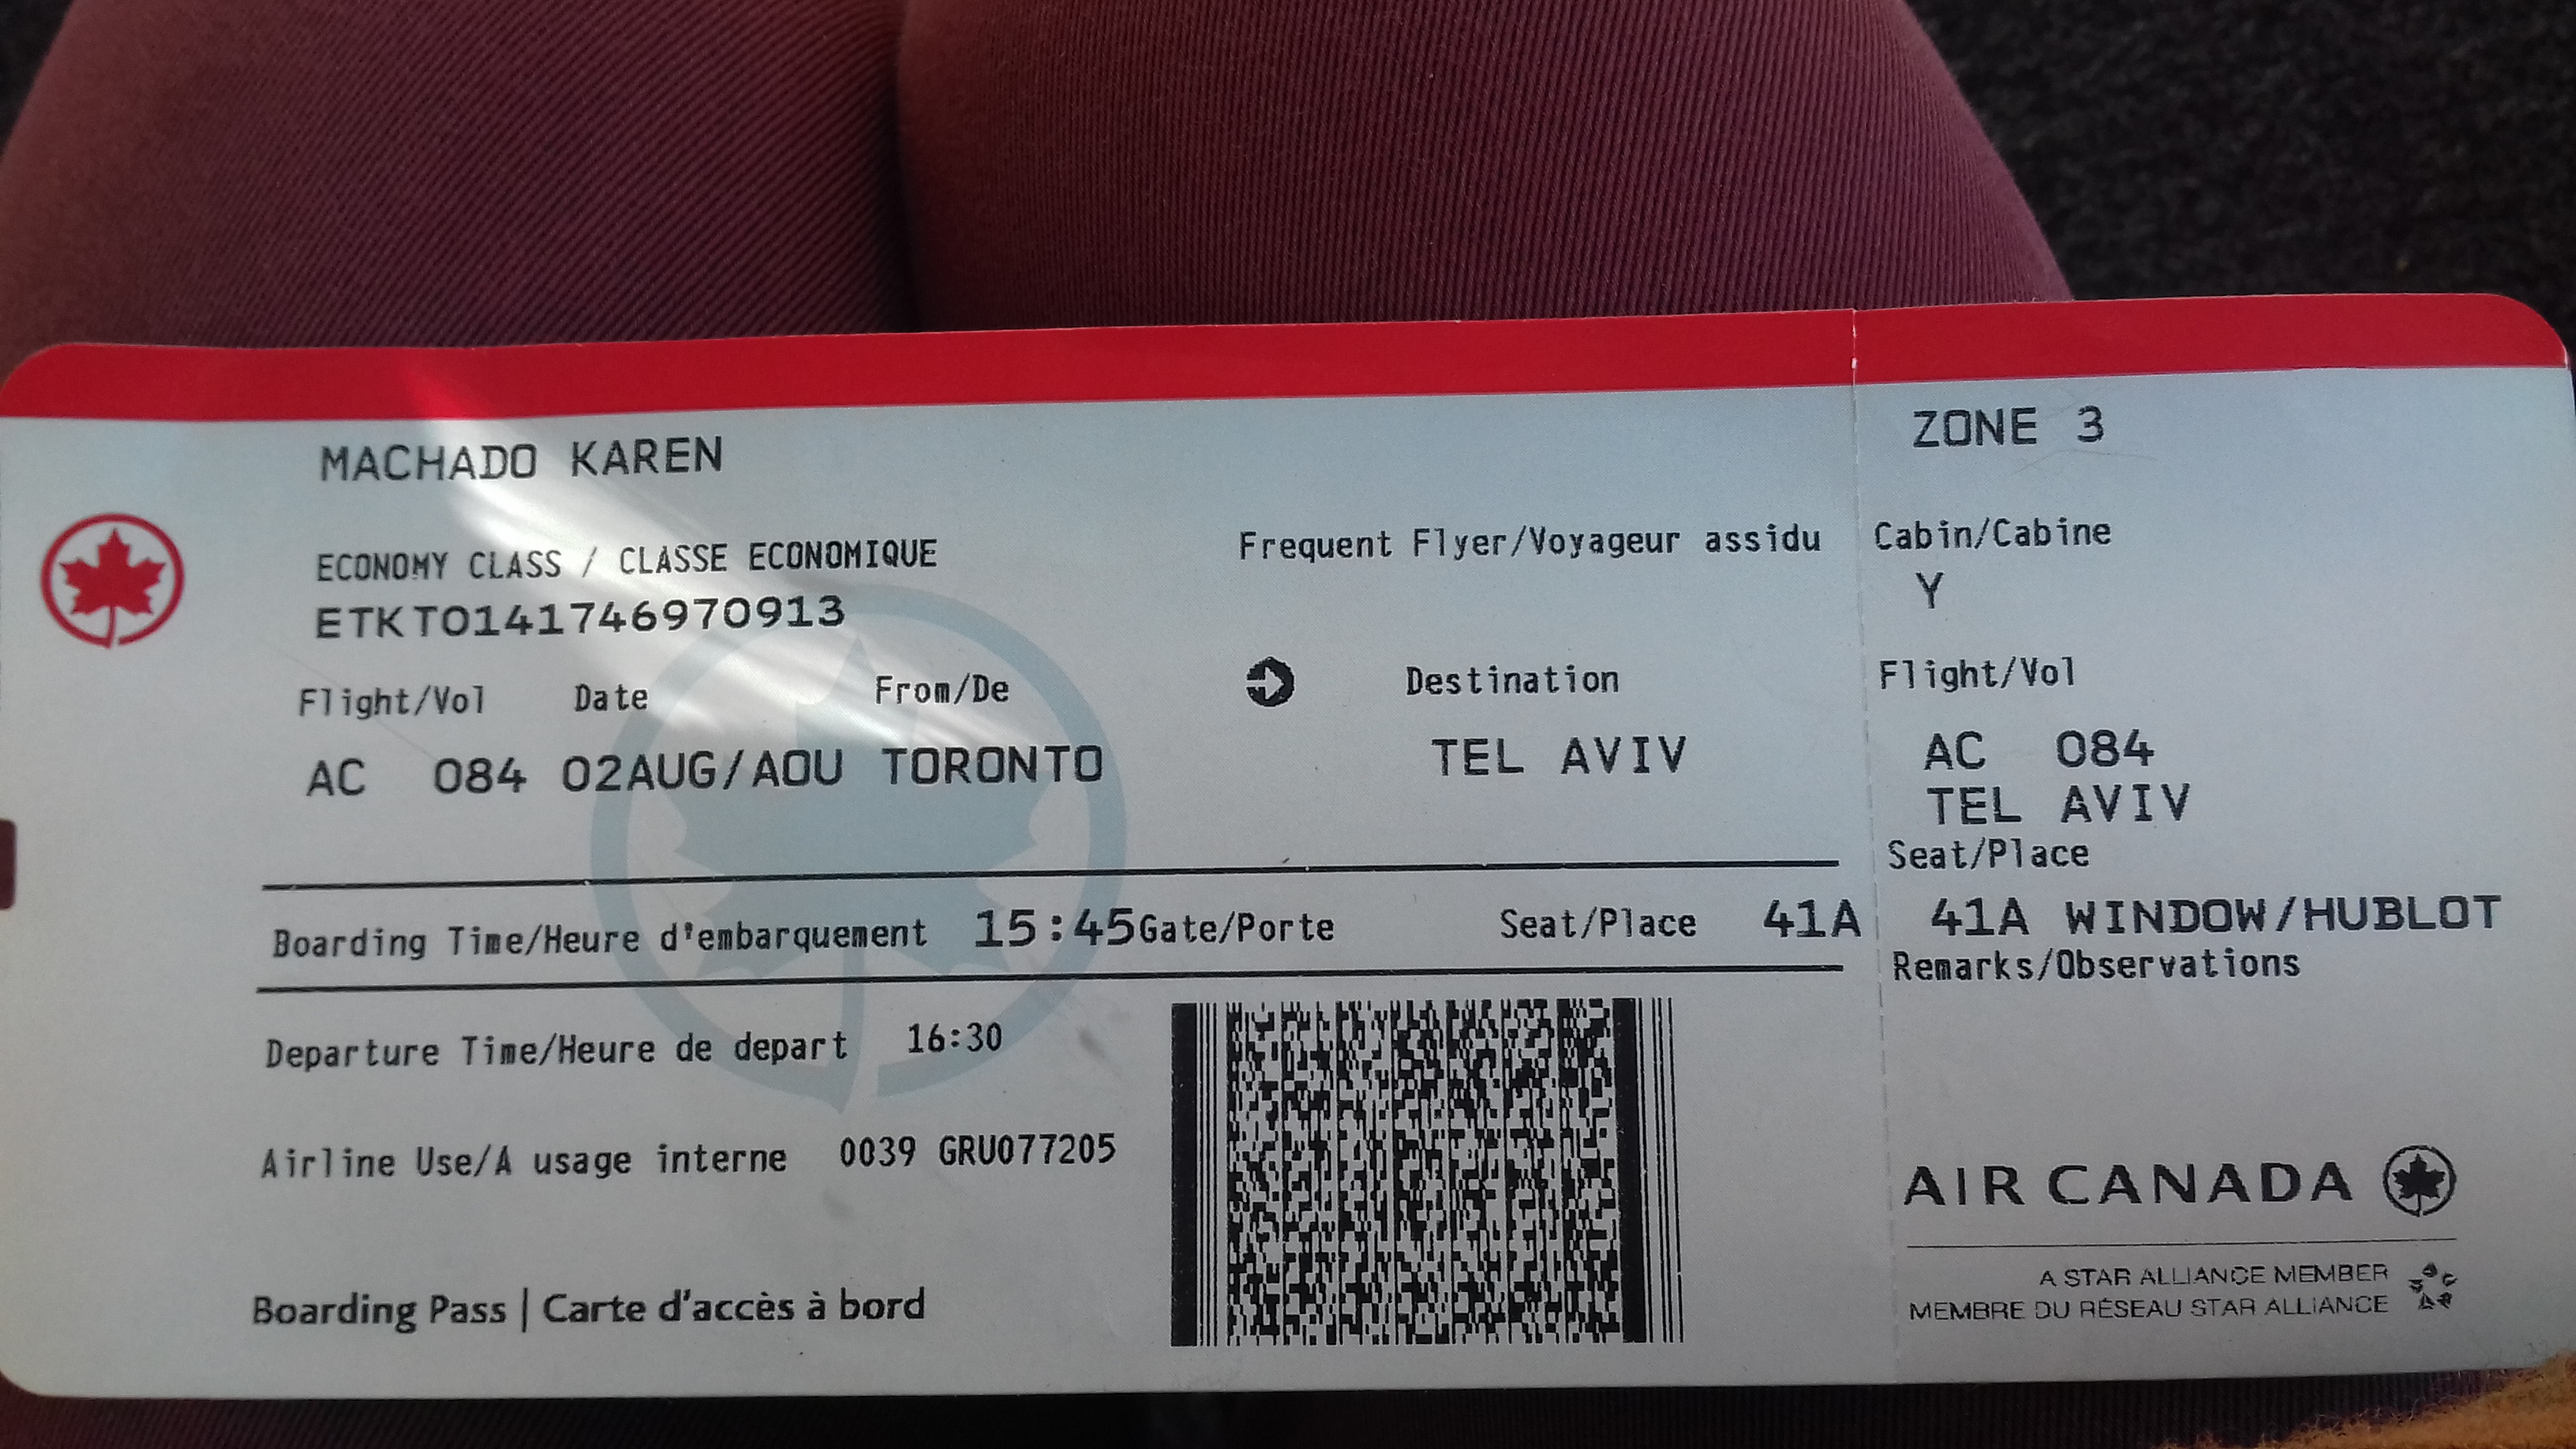 MACHADO KAREN
ECONOMY CLASS / CLASSE ECONOMIQUE
ETKT0141746970913
Frequent Flyer/Voyageur assidu
Flight/Vol Date From/De Destination
AC 084 02AUG/AOU TORONTO TEL AVIV
Boarding Time/Heure d'embarquement 15:45 Gate/Porte Seat/Place 41A
Departure Time/Heure de depart 16:30
Airline Use/A usage interne 0039 GRU077205
Boarding Pass | Carte d'accès à bord
ZONE 3
Cabin/Cabine
Y
Flight/Vol
AC 084
TEL AVIV
Seat/Place
41A WINDOW/HUBLOT
Remarks/Observations
AIR CANADA
A STAR ALLIANCE MEMBER
MEMBRE DU RÉSEAU STAR ALLIANCE